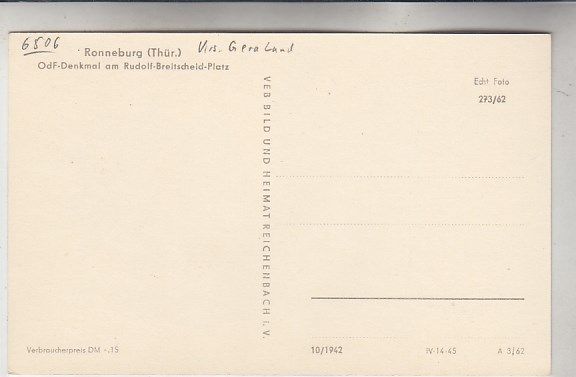 6506
Ronneburg (Thür.) Krs. Gera Land
OdF-Denkmal am Rudolf-Breitscheid-Platz
Echt Foto
273/62
VEB BILD UND HEIMAT REICHENBACH I. V.
Verbraucherpreis DM -.15
10/1942
IV-14-45
A 3/62